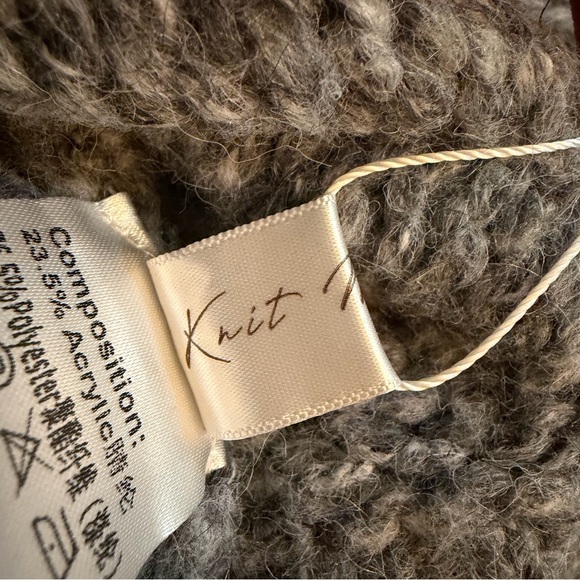 Knit
Composition:
23.5% Acrylic腈纶
5%Polyester聚酯纤维